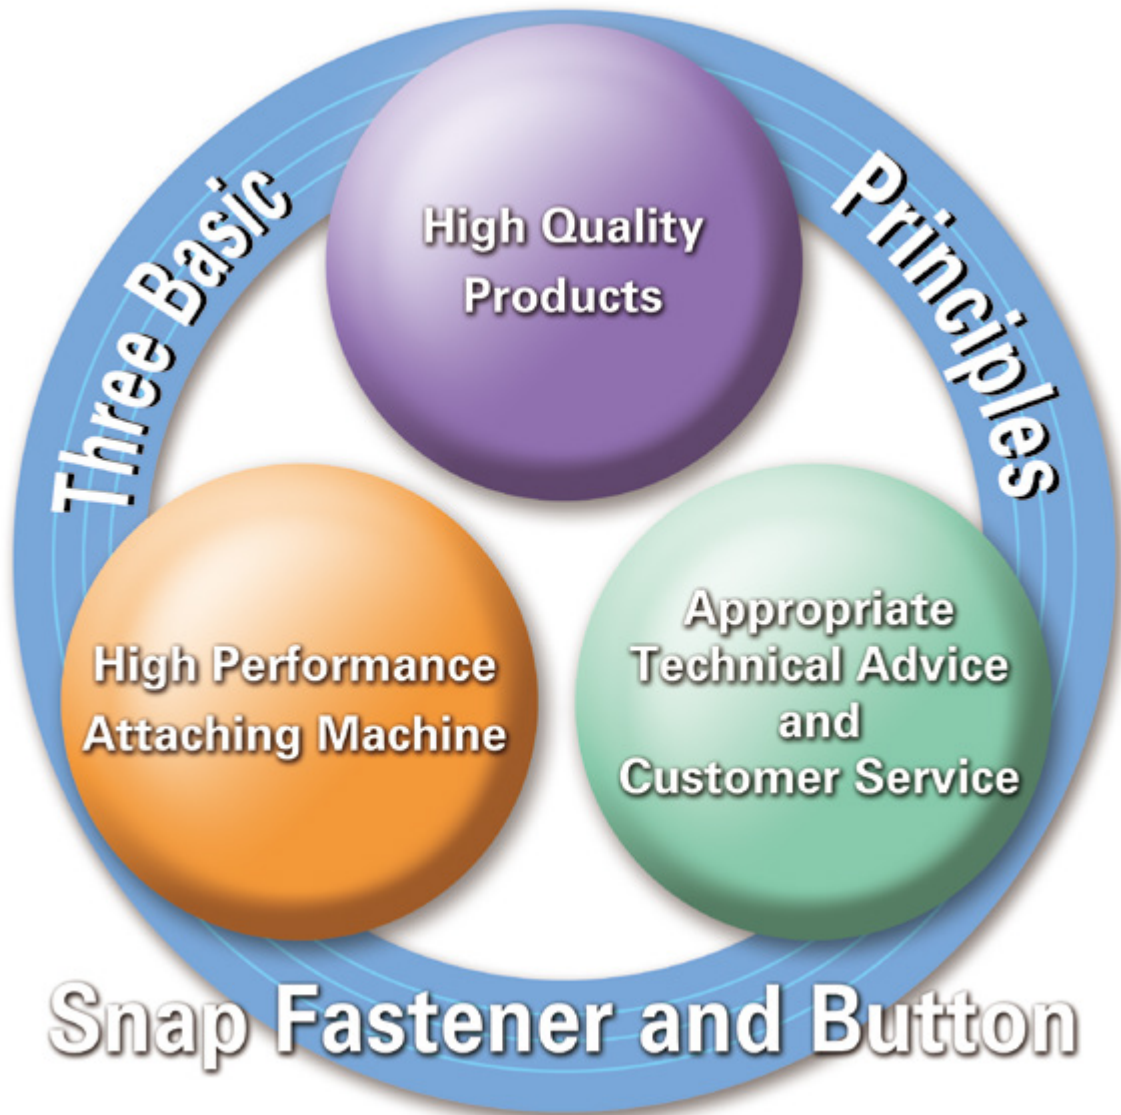 Three Basic
Principles
High Quality
Products
High Performance
Attaching Machine
Appropriate
Technical Advice
and
Customer Service
Snap Fastener and Button